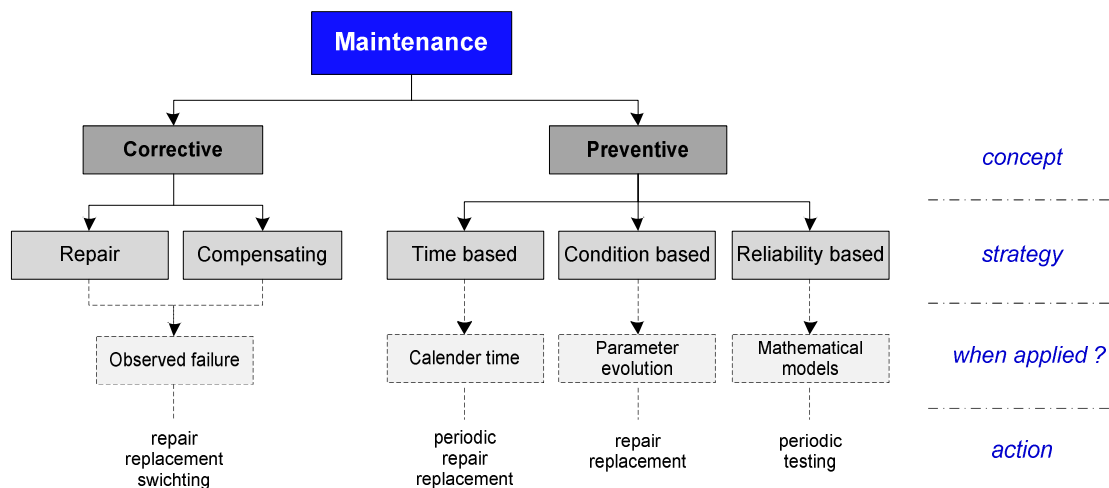 Maintenance
Corrective
Preventive
concept
Repair
Compensating
Time based
Condition based
Reliability based
strategy
Observed failure
Calender time
Parameter
evolution
Mathematical
models
when applied ?
repair
replacement
swichting
periodic
repair
replacement
repair
replacement
periodic
testing
action